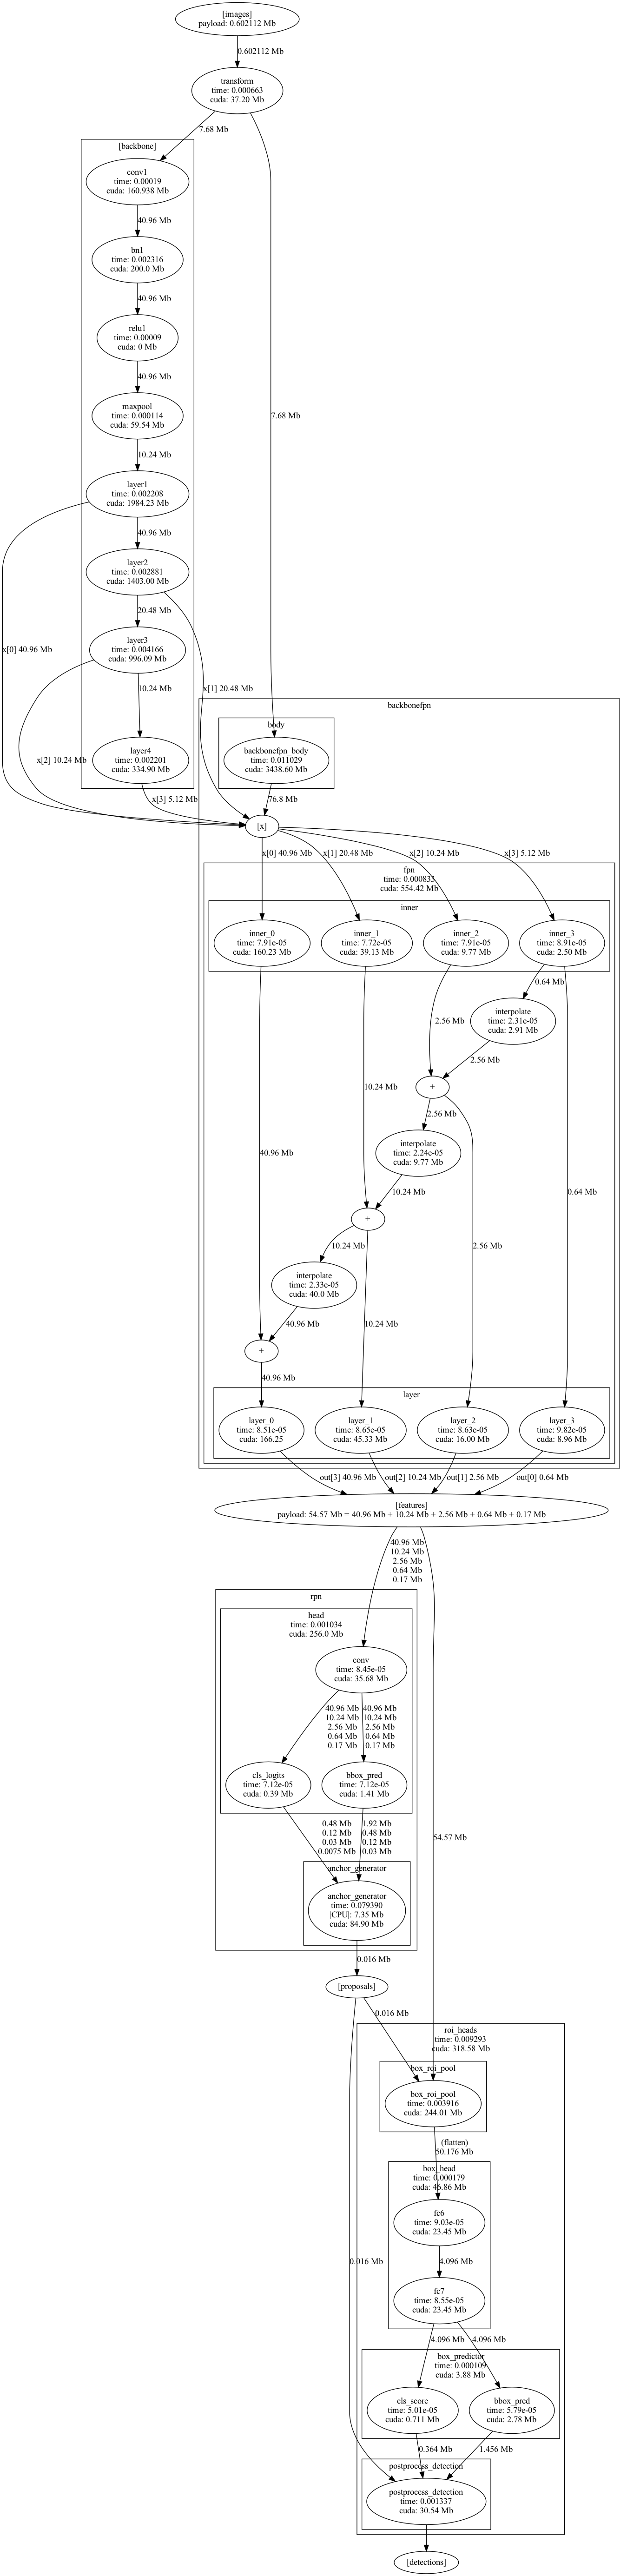 [images]
payload: 0.602112 Mb
0.602112 Mb
transform
time: 0.000663
cuda: 37.20 Mb
7.68 Mb
[backbone]
conv1
time: 0.00019
cuda: 160.938 Mb
40.96 Mb
bn1
time: 0.002316
cuda: 200.0 Mb
40.96 Mb
relu1
time: 0.00009
cuda: 0 Mb
40.96 Mb
7.68 Mb
maxpool
time: 0.000114
cuda: 59.54 Mb
10.24 Mb
layer1
time: 0.002208
cuda: 1984.23 Mb
40.96 Mb
layer2
time: 0.002881
cuda: 1403.00 Mb
20.48 Mb
layer3
time: 0.004166
cuda: 996.09 Mb
x[0] 40.96 Mb
10.24 Mb
x[1] 20.48 Mb
backbonefpn
body
layer4
time: 0.002201
cuda: 334.90 Mb
backbonefpn_body
time: 0.011029
cuda: 3438.60 Mb
x[2] 10.24 Mb
x[3] 5.12 Mb
76.8 Mb
[x]
x[0] 40.96 Mb
x[1] 20.48 Mb
x[2] 10.24 Mb
x[3] 5.12 Mb
fpn
time: 0.000833
cuda: 554.42 Mb
inner
inner_0
time: 7.91e-05
cuda: 160.23 Mb
inner_1
time: 7.72e-05
cuda: 39.13 Mb
inner_2
time: 7.91e-05
cuda: 9.77 Mb
inner_3
time: 8.91e-05
cuda: 2.50 Mb
0.64 Mb
interpolate
time: 2.31e-05
cuda: 2.91 Mb
2.56 Mb
2.56 Mb
+
10.24 Mb
2.56 Mb
interpolate
time: 2.24e-05
cuda: 9.77 Mb
40.96 Mb
10.24 Mb
0.64 Mb
+
10.24 Mb
2.56 Mb
interpolate
time: 2.33e-05
cuda: 40.0 Mb
40.96 Mb
10.24 Mb
+
40.96 Mb
layer
layer_0
time: 8.51e-05
cuda: 166.25
layer_1
time: 8.65e-05
cuda: 45.33 Mb
layer_2
time: 8.63e-05
cuda: 16.00 Mb
layer_3
time: 9.82e-05
cuda: 8.96 Mb
out[3] 40.96 Mb
out[2] 10.24 Mb
out[1] 2.56 Mb
out[0] 0.64 Mb
[features]
payload: 54.57 Mb = 40.96 Mb + 10.24 Mb + 2.56 Mb + 0.64 Mb + 0.17 Mb
40.96 Mb
10.24 Mb
2.56 Mb
0.64 Mb
0.17 Mb
rpn
head
time: 0.001034
cuda: 256.0 Mb
conv
time: 8.45e-05
cuda: 35.68 Mb
40.96 Mb
10.24 Mb
2.56 Mb
0.64 Mb
0.17 Mb
40.96 Mb
10.24 Mb
2.56 Mb
0.64 Mb
0.17 Mb
cls_logits
time: 7.12e-05
cuda: 0.39 Mb
bbox_pred
time: 7.12e-05
cuda: 1.41 Mb
54.57 Mb
0.48 Mb
0.12 Mb
0.03 Mb
0.0075 Mb
1.92 Mb
0.48 Mb
0.12 Mb
0.03 Mb
anchor_generator
anchor_generator
time: 0.079390
|CPU|: 7.35 Mb
cuda: 84.90 Mb
0.016 Mb
[proposals]
0.016 Mb
roi_heads
time: 0.009293
cuda: 318.58 Mb
box_roi_pool
box_roi_pool
time: 0.003916
cuda: 244.01 Mb
(flatten)
50.176 Mb
box_head
time: 0.000179
cuda: 46.86 Mb
fc6
time: 9.03e-05
cuda: 23.45 Mb
0.016 Mb
4.096 Mb
fc7
time: 8.55e-05
cuda: 23.45 Mb
4.096 Mb
4.096 Mb
box_predictor
time: 0.000109
cuda: 3.88 Mb
cls_score
time: 5.01e-05
cuda: 0.711 Mb
bbox_pred
time: 5.79e-05
cuda: 2.78 Mb
0.364 Mb
1.456 Mb
postprocess_detection
postprocess_detection
time: 0.001337
cuda: 30.54 Mb
[detections]